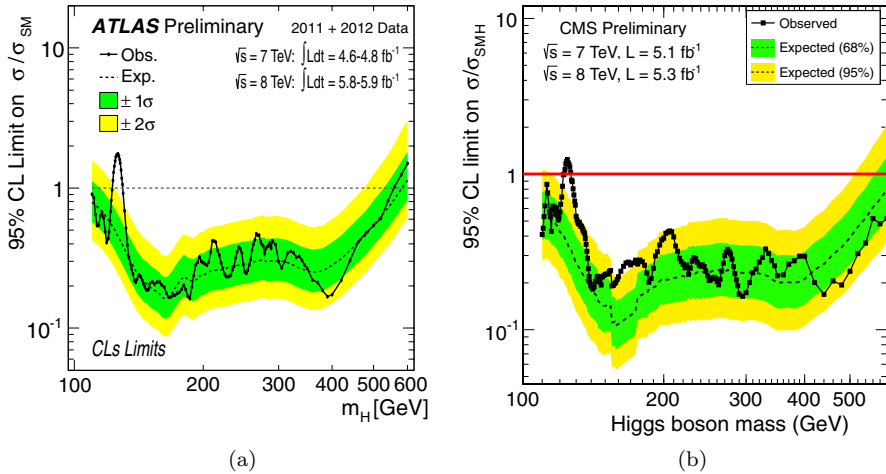 ATLAS Preliminary 2011 + 2012 Data
Obs. √s = 7 TeV: ∫Ldt = 4.6-4.8 fb⁻¹
Exp. √s = 8 TeV: ∫Ldt = 5.8-5.9 fb⁻¹
± 1σ
± 2σ
95% CL Limit on σ/σ_SM
10
1
10⁻¹
CLs Limits
100 200 300 400 500 600
m_H [GeV]
(a)
CMS Preliminary
√s = 7 TeV, L = 5.1 fb⁻¹
√s = 8 TeV, L = 5.3 fb⁻¹
Observed
Expected (68%)
Expected (95%)
95% CL limit on σ/σ_SMH
10
1
10⁻¹
100 200 300 400 500
Higgs boson mass (GeV)
(b)